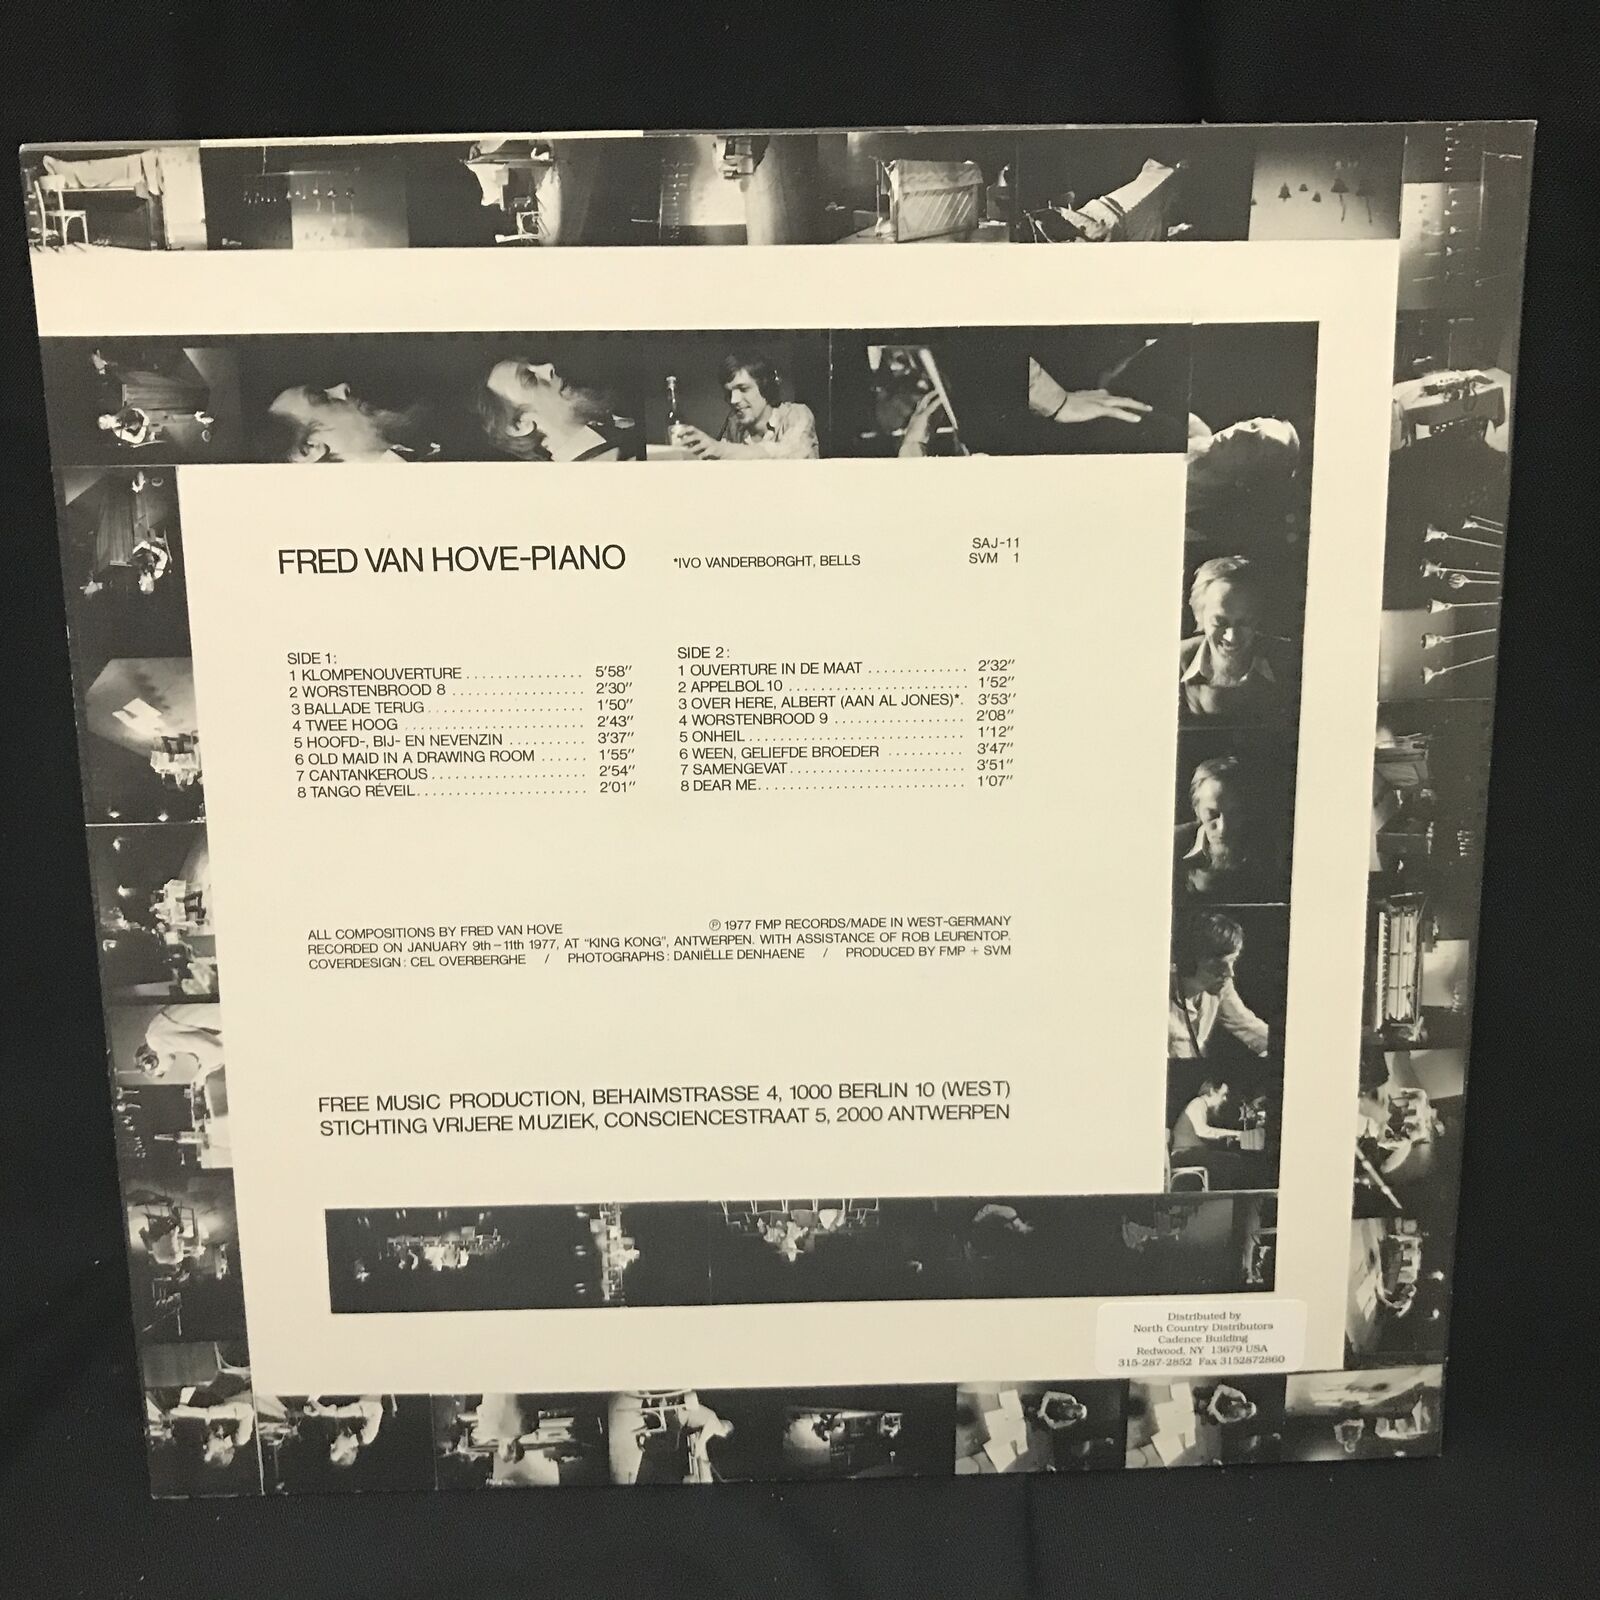 FRED VAN HOVE-PIANO
*IVO VANDERBORGHT, BELLS
SAJ-11
SVM 1
SIDE 1:
1 KLOMPENOUVERTURE ............... 5'58"
2 WORSTENBROOD 8 ................. 2'30"
3 BALLADE TERUG .................... 1'50"
4 TWEE HOOG ....................... 2'43"
5 HOOFD-, BIJ- EN NEVENZIN .......... 3'37"
6 OLD MAID IN A DRAWING ROOM ...... 1'55"
7 CANTANKEROUS .................... 2'54"
8 TANGO RÉVEIL ...................... 2'01"
SIDE 2:
1 OUVERTURE IN DE MAAT ............. 2'32"
2 APPELBOL 10 ....................... 1'52"
3 OVER HERE, ALBERT (AAN AL JONES)*. 3'53"
4 WORSTENBROOD 9 ................. 2'08"
5 ONHEIL ............................ 1'12"
6 WEEN, GELIEFDE BROEDER .......... 3'47"
7 SAMENGEVAT ....................... 3'51"
8 DEAR ME ........................... 1'07"
ALL COMPOSITIONS BY FRED VAN HOVE ℗ 1977 FMP RECORDS/MADE IN WEST-GERMANY
RECORDED ON JANUARY 9th – 11th 1977, AT "KING KONG", ANTWERPEN. WITH ASSISTANCE OF ROB LEURENTOP.
COVERDESIGN: CEL OVERBERGHE / PHOTOGRAPHS: DANIËLLE DENHAENE / PRODUCED BY FMP + SVM
FREE MUSIC PRODUCTION, BEHAIMSTRASSE 4, 1000 BERLIN 10 (WEST)
STICHTING VRIJERE MUZIEK, CONSCIENCESTRAAT 5, 2000 ANTWERPEN
Distributed by
North Country Distributors
Cadence Building
Redwood, NY 13679 USA
315-287-2852 Fax 3152872860